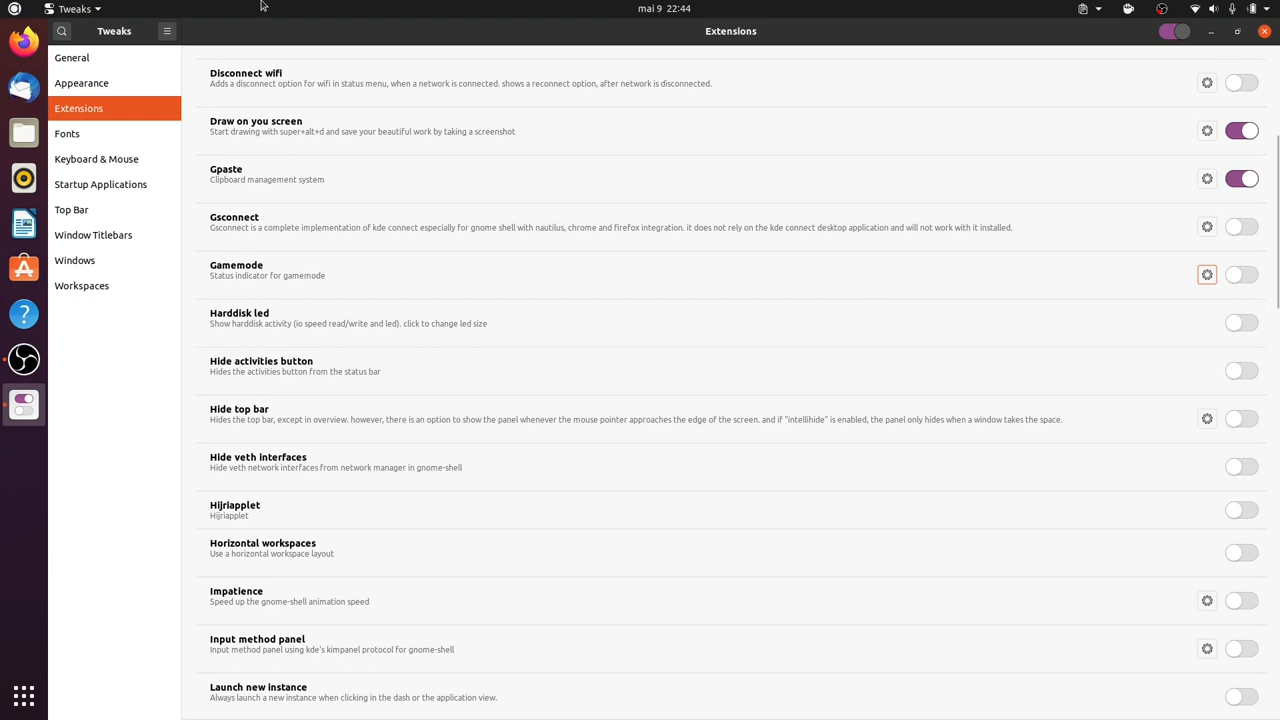 Tweaks
mai 9 22:44
Tweaks
Extensions
General
Appearance
Extensions
Fonts
Keyboard & Mouse
Startup Applications
Top Bar
Window Titlebars
Windows
Workspaces
Disconnect wifi
Adds a disconnect option for wifi in status menu, when a network is connected. shows a reconnect option, after network is disconnected.
Draw on you screen
Start drawing with super+alt+d and save your beautiful work by taking a screenshot
Gpaste
Clipboard management system
Gsconnect
Gsconnect is a complete implementation of kde connect especially for gnome shell with nautilus, chrome and firefox integration. it does not rely on the kde connect desktop application and will not work with it installed.
Gamemode
Status indicator for gamemode
Harddisk led
Show harddisk activity (io speed read/write and led). click to change led size
Hide activities button
Hides the activities button from the status bar
Hide top bar
Hides the top bar, except in overview. however, there is an option to show the panel whenever the mouse pointer approaches the edge of the screen. and if "intellihide" is enabled, the panel only hides when a window takes the space.
Hide veth interfaces
Hide veth network interfaces from network manager in gnome-shell
Hijriapplet
Hijriapplet
Horizontal workspaces
Use a horizontal workspace layout
Impatience
Speed up the gnome-shell animation speed
Input method panel
Input method panel using kde's kimpanel protocol for gnome-shell
Launch new instance
Always launch a new instance when clicking in the dash or the application view.